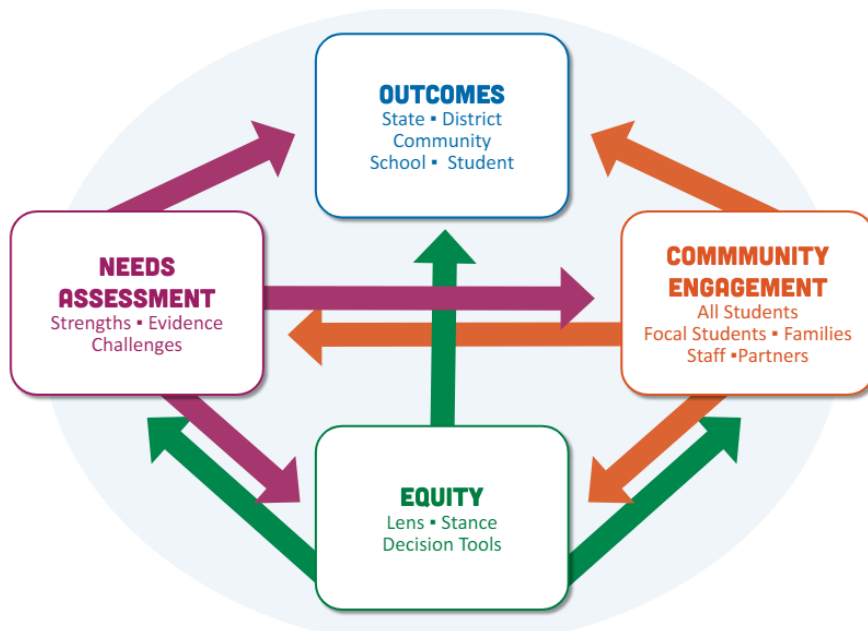 OUTCOMES
State ▪ District
Community
School ▪ Student
NEEDS
ASSESSMENT
Strengths ▪ Evidence
Challenges
COMMMUNITY
ENGAGEMENT
All Students
Focal Students ▪ Families
Staff ▪Partners
EQUITY
Lens ▪ Stance
Decision Tools